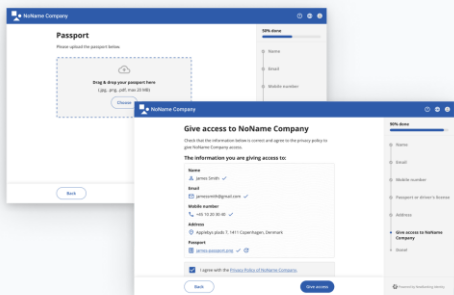 NoName Company
Passport
Please upload the passport below.
Drag & drop your passport here
(.jpg, .png, .pdf, max 20 MB)
Choose
Back
50% done
Name
Email
Mobile number
NoName Company
Give access to NoName Company
Check that the information below is correct and agree to the privacy policy to
give NoName Company access.
The information you are giving access to:
Name
James Smith
Email
jamessmith@gmail.com
Mobile number
+45 10 20 30 40
Address
Applebys plads 7, 1411 Copenhagen, Denmark
Passport
james-passport.png
I agree with the Privacy Policy of NoName Company.
Back
Give access
90% done
Name
Email
Mobile number
Passport or driver's license
Address
Give access to NoName
Company